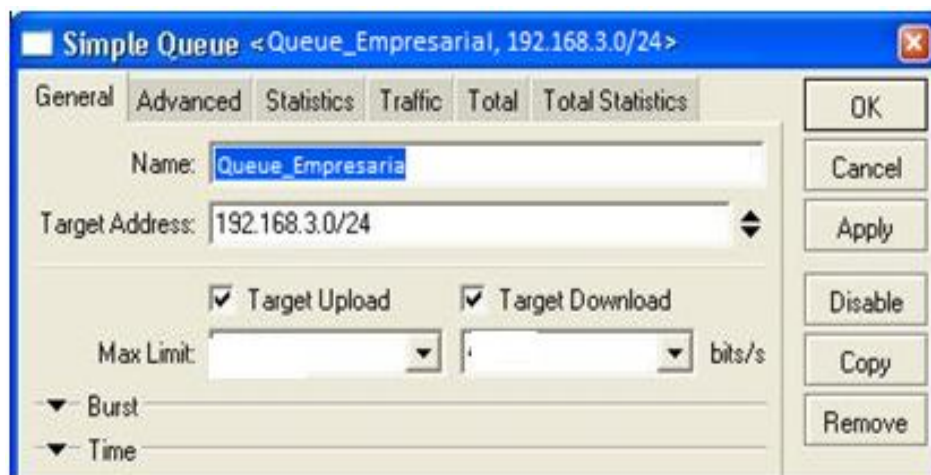 Simple Queue <Queue_Empresarial, 192.168.3.0/24>
General Advanced Statistics Traffic Total Total Statistics
OK
Name: Queue_Empresaria
Cancel
Target Address: 192.168.3.0/24
Apply
Target Upload Target Download
Disable
Max Limit: bits/s
Copy
Burst
Remove
Time